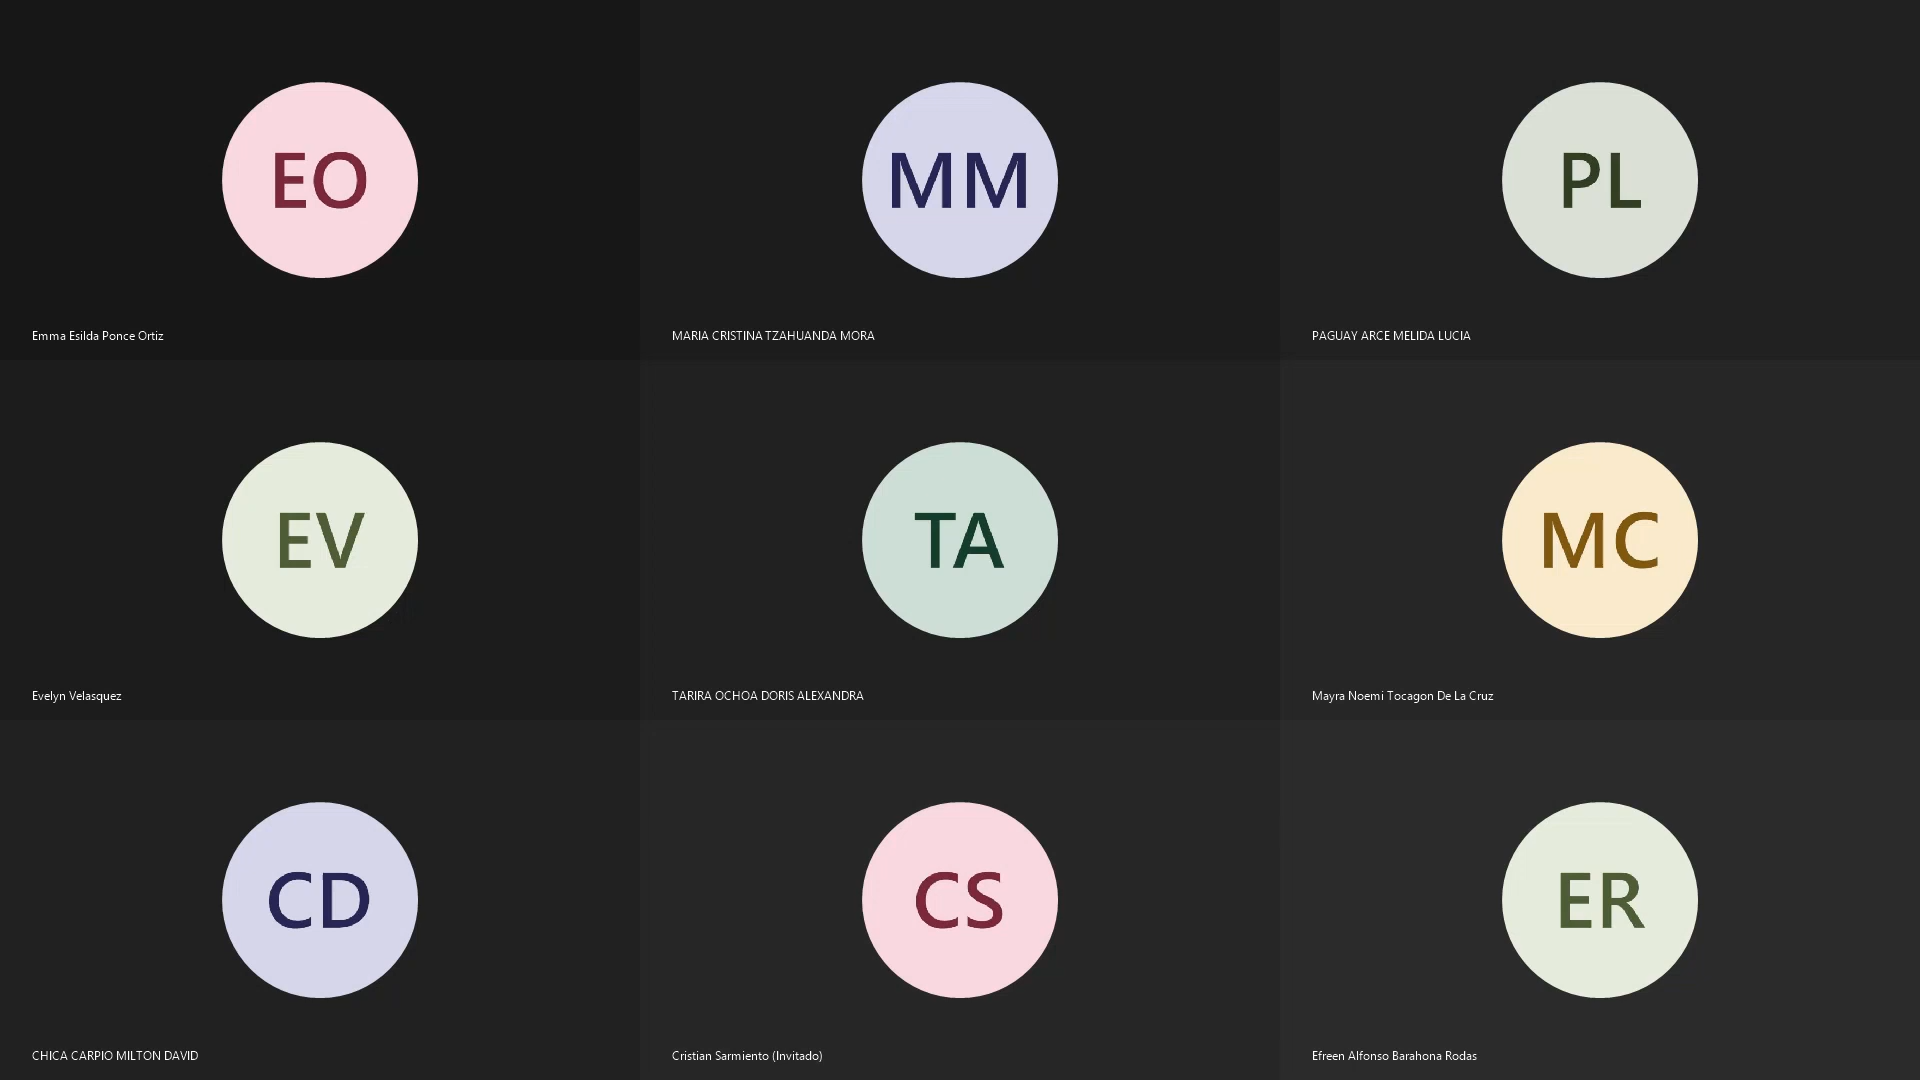 EO
MM
PL
Emma Esilda Ponce Ortiz
MARIA CRISTINA TZAHUANDA MORA
PAGUAY ARCE MELIDA LUCIA
EV
TA
MC
Evelyn Velasquez
TARIRA OCHOA DORIS ALEXANDRA
Mayra Noemi Tocagon De La Cruz
CD
CS
ER
CHICA CARPIO MILTON DAVID
Cristian Sarmiento (Invitado)
Efreen Alfonso Barahona Rodas